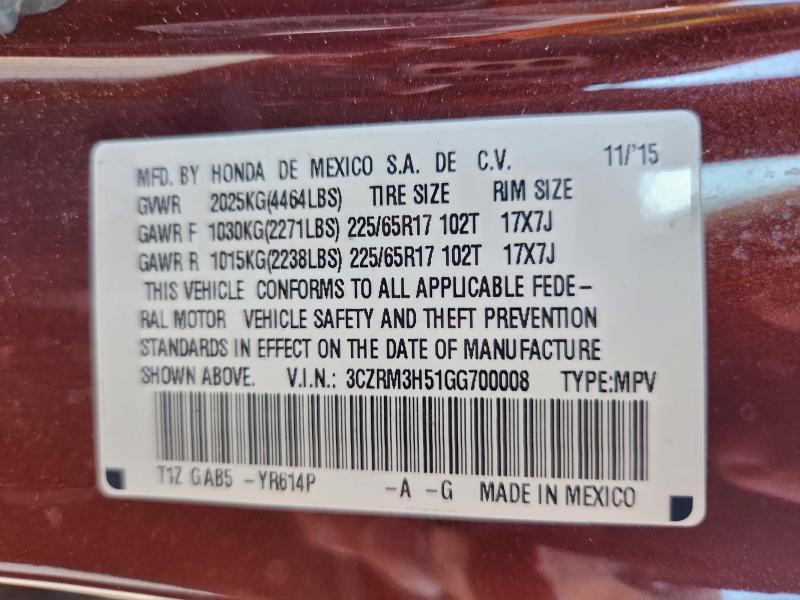 MFD. BY HONDA DE MEXICO S.A. DE C.V. 11/'15
GVWR 2025KG(4464LBS) TIRE SIZE RIM SIZE
GAWR F 1030KG(2271LBS) 225/65R17 102T 17X7J
GAWR R 1015KG(2238LBS) 225/65R17 102T 17X7J
THIS VEHICLE CONFORMS TO ALL APPLICABLE FEDE-
RAL MOTOR VEHICLE SAFETY AND THEFT PREVENTION
STANDARDS IN EFFECT ON THE DATE OF MANUFACTURE
SHOWN ABOVE. V.I.N.: 3CZRM3H51GG700008 TYPE:MPV
T1Z GAB5 -YR614P -A -G MADE IN MEXICO